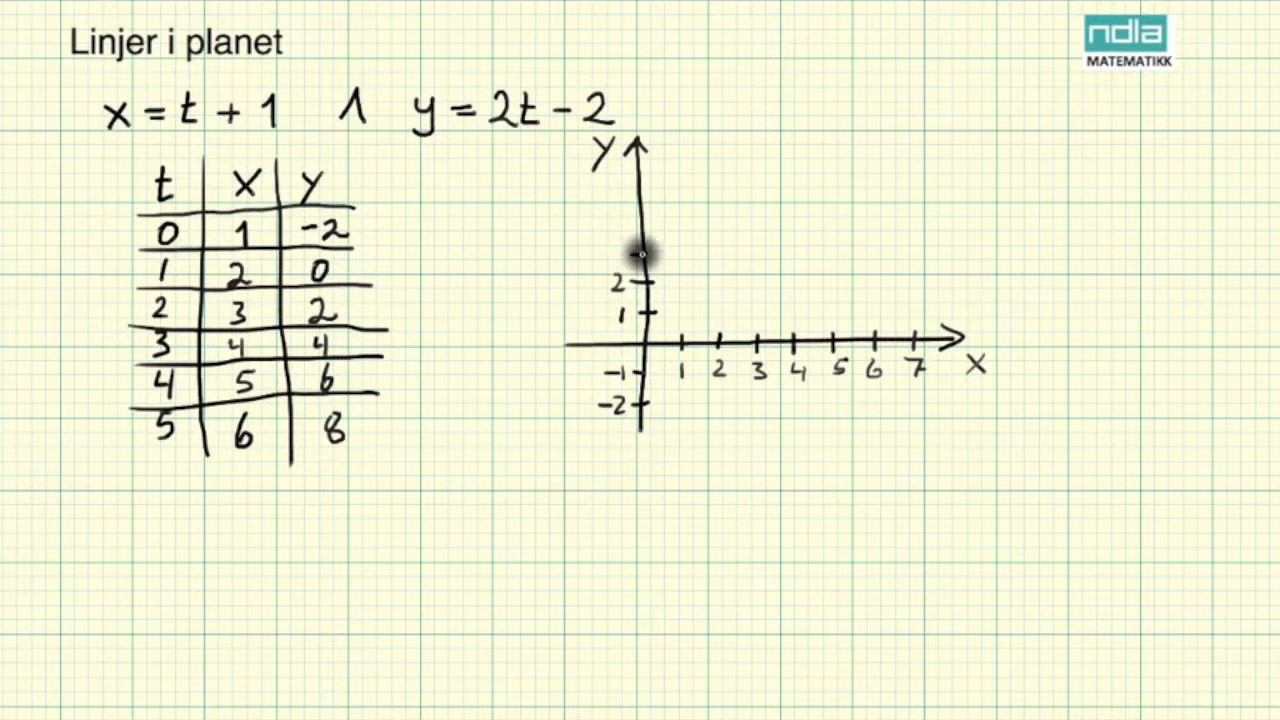 Linjer i planet
ndla
MATEMATIKK
x = t + 1 ∧ y = 2t - 2
t x y
0 1 -2
1 2 0
2 3 2
3 4 4
4 5 6
5 6 8
y
2
1
-1
-2
1 2 3 4 5 6 7
x